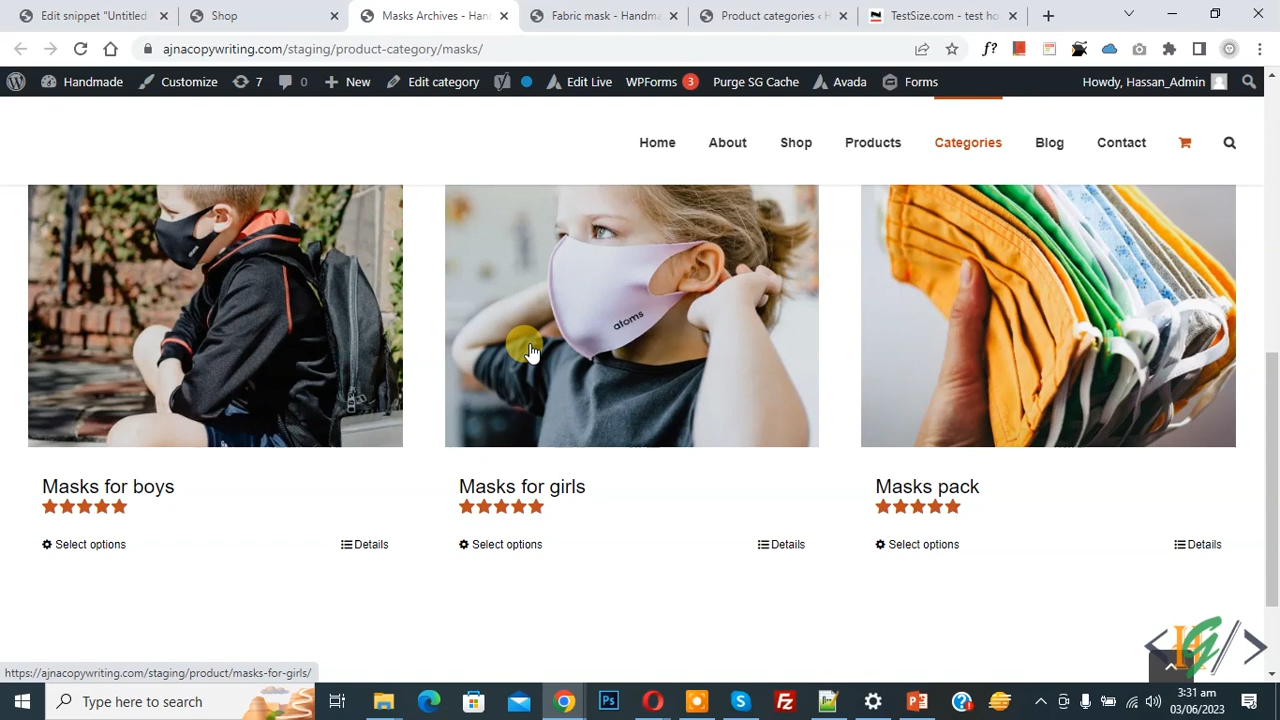 Edit snippet "Untitled
Shop
Masks Archives - Han
Fabric mask - Handma
Product categories ‹ H
TestSize.com - test ho
ajnacopywriting.com/staging/product-category/masks/
f?
Handmade
Customize
7
0
New
Edit category
Edit Live
WPForms 3
Purge SG Cache
Avada
Forms
Howdy, Hassan_Admin
Home
About
Shop
Products
Categories
Blog
Contact
atoms
Masks for boys
Masks for girls
Masks pack
Select options
Details
Select options
Details
Select options
Details
https://ajnacopywriting.com/staging/product/masks-for-girls/
Type here to search
3:31 am
03/06/2023